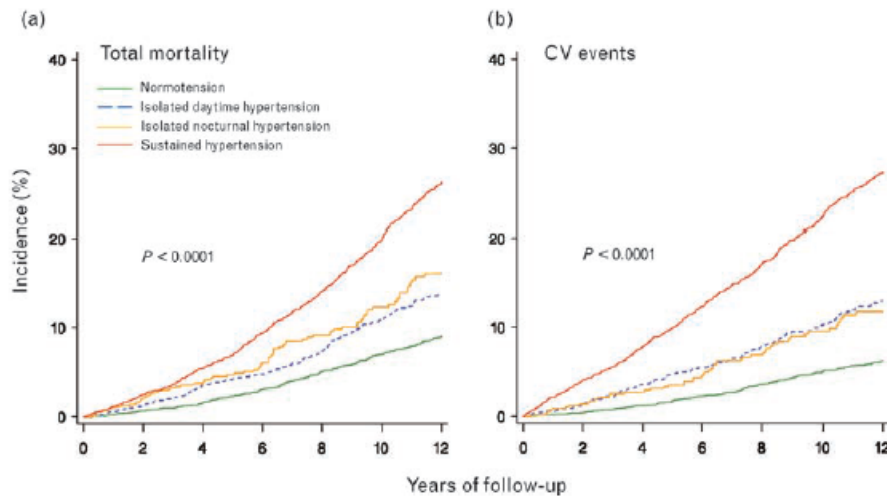 (a)
Total mortality
40
30
20
10
0
Normotension
Isolated daytime hypertension
Isolated nocturnal hypertension
Sustained hypertension
P < 0.0001
Incidence (%)
0 2 4 6 8 10 12
(b)
CV events
40
30
20
10
0
P < 0.0001
0 2 4 6 8 10 12
Years of follow-up